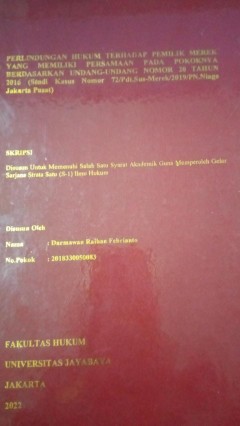 PERLINDUNGAN HUKUM TERHADAP PEMILIK MEREK
YANG MEMILIKI PERSAMAAN PADA POKOKNYA
BERDASARKAN UNDANG-UNDANG NOMOR 20 TAHUN
2016 (Studi Kasus Nomor 72/Pdt.Sus-Merek/2019/PN.Niaga
Jakarta Pusat)
SKRIPSI
Disusun Untuk Memenuhi Salah Satu Syarat Akademik Guna Memperoleh Gelar
Sarjana Strata Satu (S-1) Ilmu Hukum
Disusun Oleh
Nama : Darmawan Raihan Febrianto
No.Pokok : 2018330050083
FAKULTAS HUKUM
UNIVERSITAS JAYABAYA
JAKARTA
2022